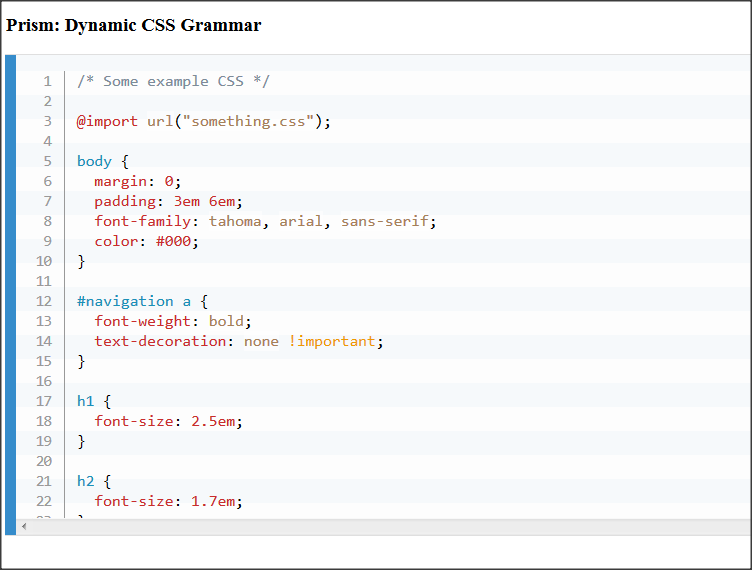 Prism: Dynamic CSS Grammar
1 /* Some example CSS */
2
3 @import url("something.css");
4
5 body {
6   margin: 0;
7   padding: 3em 6em;
8   font-family: tahoma, arial, sans-serif;
9   color: #000;
10 }
11
12 #navigation a {
13   font-weight: bold;
14   text-decoration: none !important;
15 }
16
17 h1 {
18   font-size: 2.5em;
19 }
20
21 h2 {
22   font-size: 1.7em;